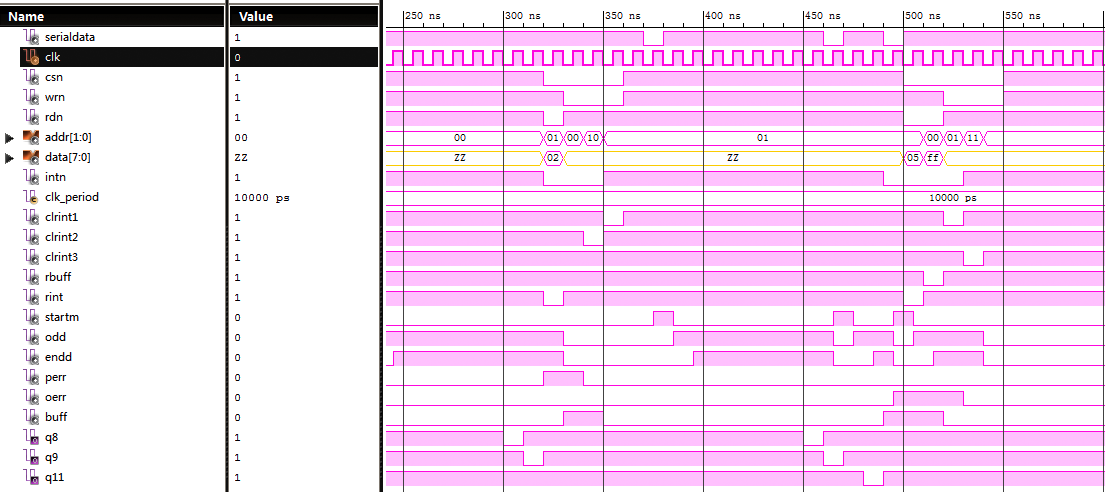 Name Value 250 ns 300 ns 350 ns 400 ns 450 ns 500 ns 550 ns
serialdata 1
clk 0
csn 1
wrn 1
rdn 1
addr[1:0] 00 00 01 00 10 01 00 01 11
data[7:0] ZZ ZZ 02 ZZ 05 ff
intn 1
clk_period 10000 ps 10000 ps
clrint1 1
clrint2 1
clrint3 1
rbuff 1
rint 1
startm 0
odd 0
endd 0
perr 0
oerr 0
buff 0
q8 1
q9 1
q11 1